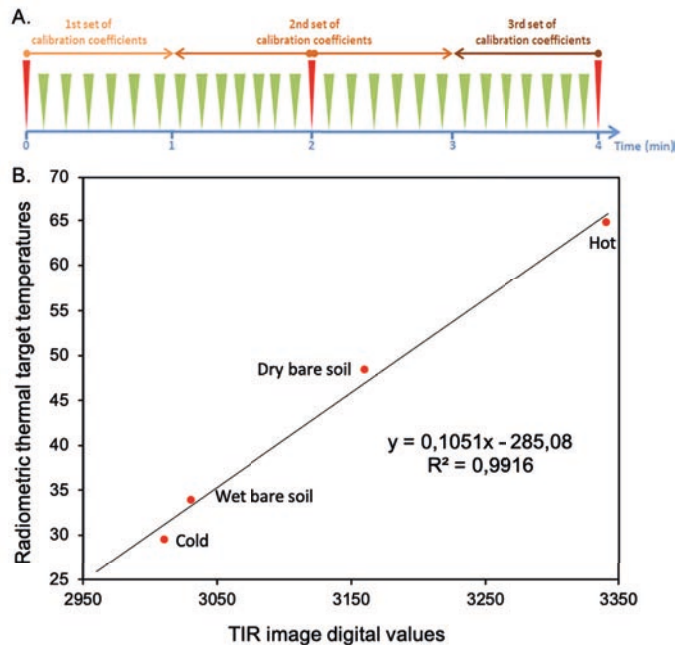 A.
1st set of
calibration coefficients
2nd set of
calibration coefficients
3rd set of
calibration coefficients
0
1
2
3
4
Time (min)
B.
Radiometric thermal target temperatures
70
65
60
55
50
45
40
35
30
25
Hot
Dry bare soil
y = 0,1051x - 285,08
R² = 0,9916
Wet bare soil
Cold
2950
3050
3150
3250
3350
TIR image digital values